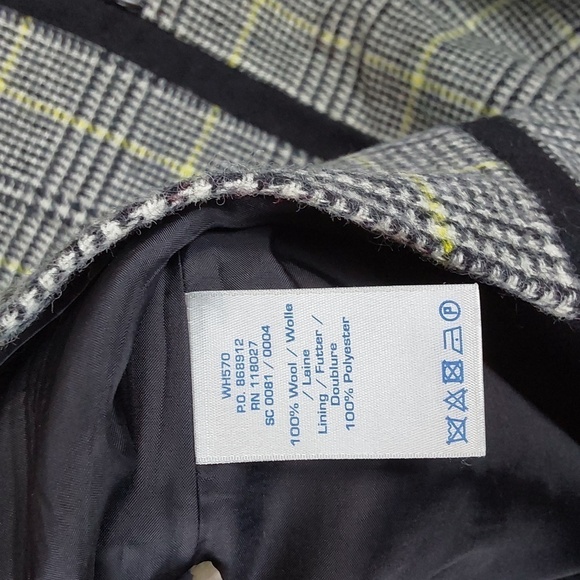 WH570
P.O. 868912
RN 118027
SC 0081 / 0004
100% Wool / Wolle
/ Laine
Lining / Futter /
Doublure
100% Polyester
P